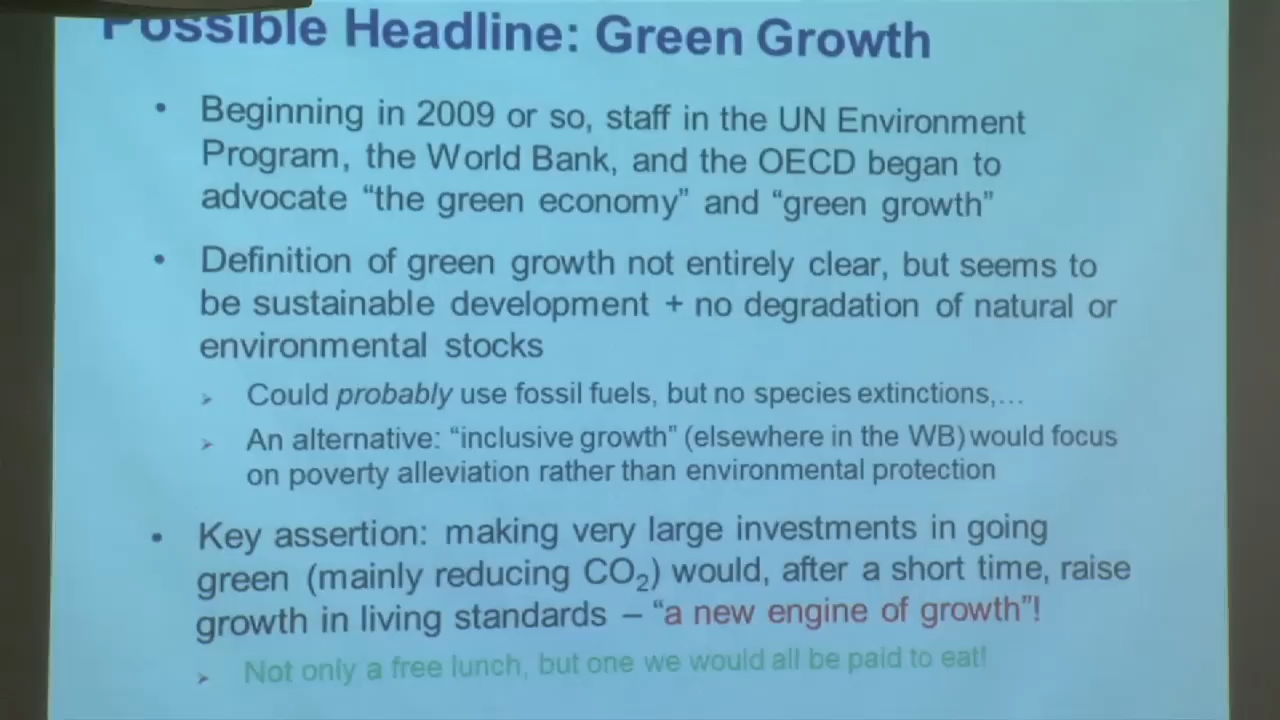 Possible Headline: Green Growth
• Beginning in 2009 or so, staff in the UN Environment
Program, the World Bank, and the OECD began to
advocate “the green economy” and “green growth”
• Definition of green growth not entirely clear, but seems to
be sustainable development + no degradation of natural or
environmental stocks
➢ Could probably use fossil fuels, but no species extinctions,…
➢ An alternative: “inclusive growth” (elsewhere in the WB) would focus
on poverty alleviation rather than environmental protection
• Key assertion: making very large investments in going
green (mainly reducing CO₂) would, after a short time, raise
growth in living standards – “a new engine of growth”!
➢ Not only a free lunch, but one we would all be paid to eat!